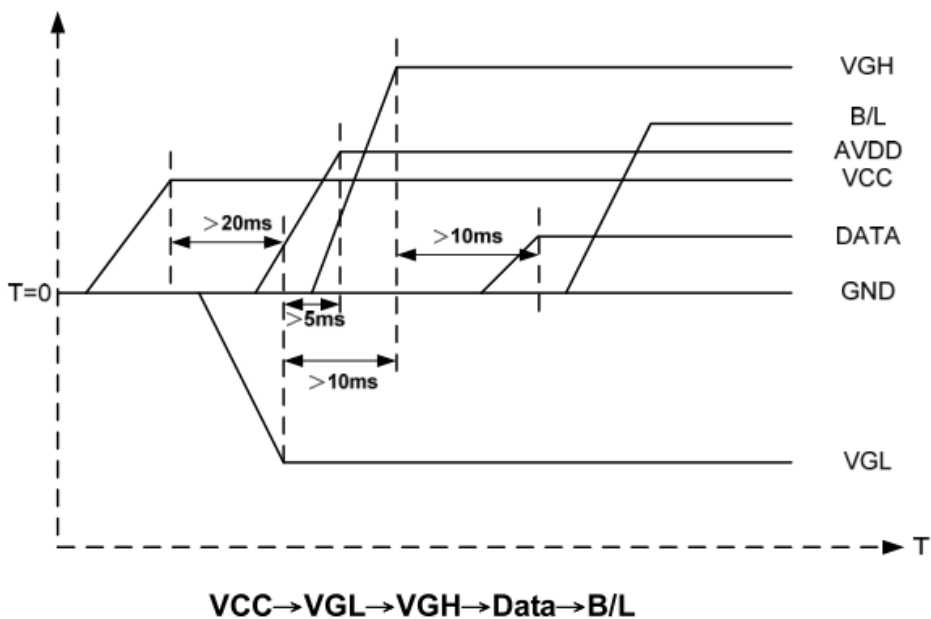 VGH
B/L
AVDD
VCC
>20ms
>10ms
DATA
T=0
GND
>5ms
>10ms
VGL
T
VCC→VGL→VGH→Data→B/L